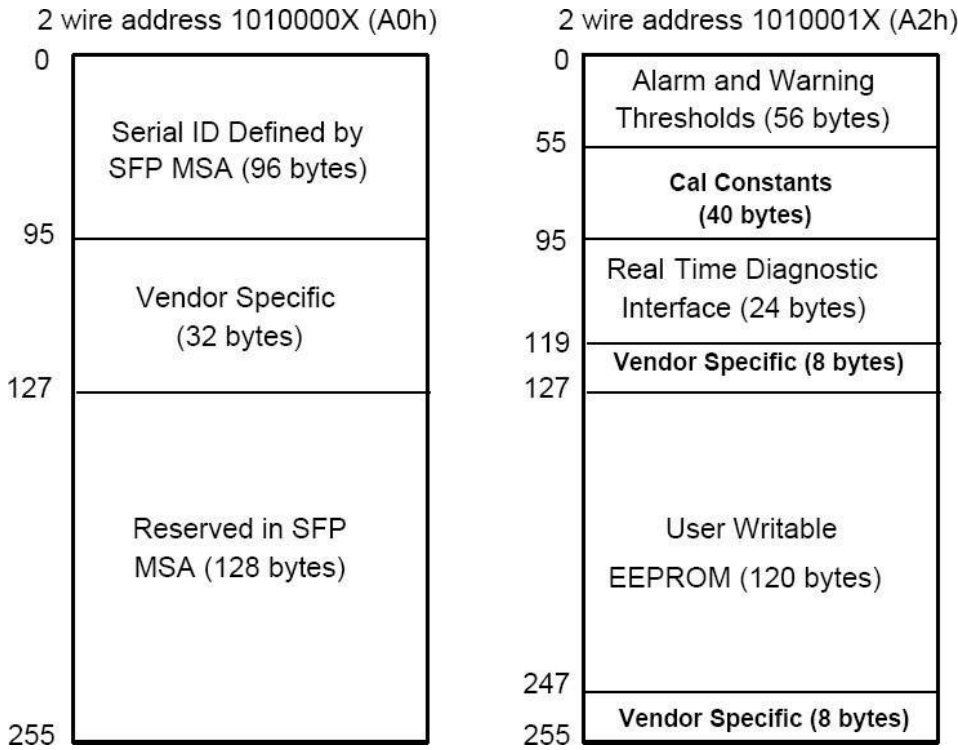 2 wire address 1010000X (A0h)
0
Serial ID Defined by
SFP MSA (96 bytes)
95
Vendor Specific
(32 bytes)
127
Reserved in SFP
MSA (128 bytes)
255
2 wire address 1010001X (A2h)
0
Alarm and Warning
Thresholds (56 bytes)
55
Cal Constants
(40 bytes)
95
Real Time Diagnostic
Interface (24 bytes)
119
Vendor Specific (8 bytes)
127
User Writable
EEPROM (120 bytes)
247
Vendor Specific (8 bytes)
255